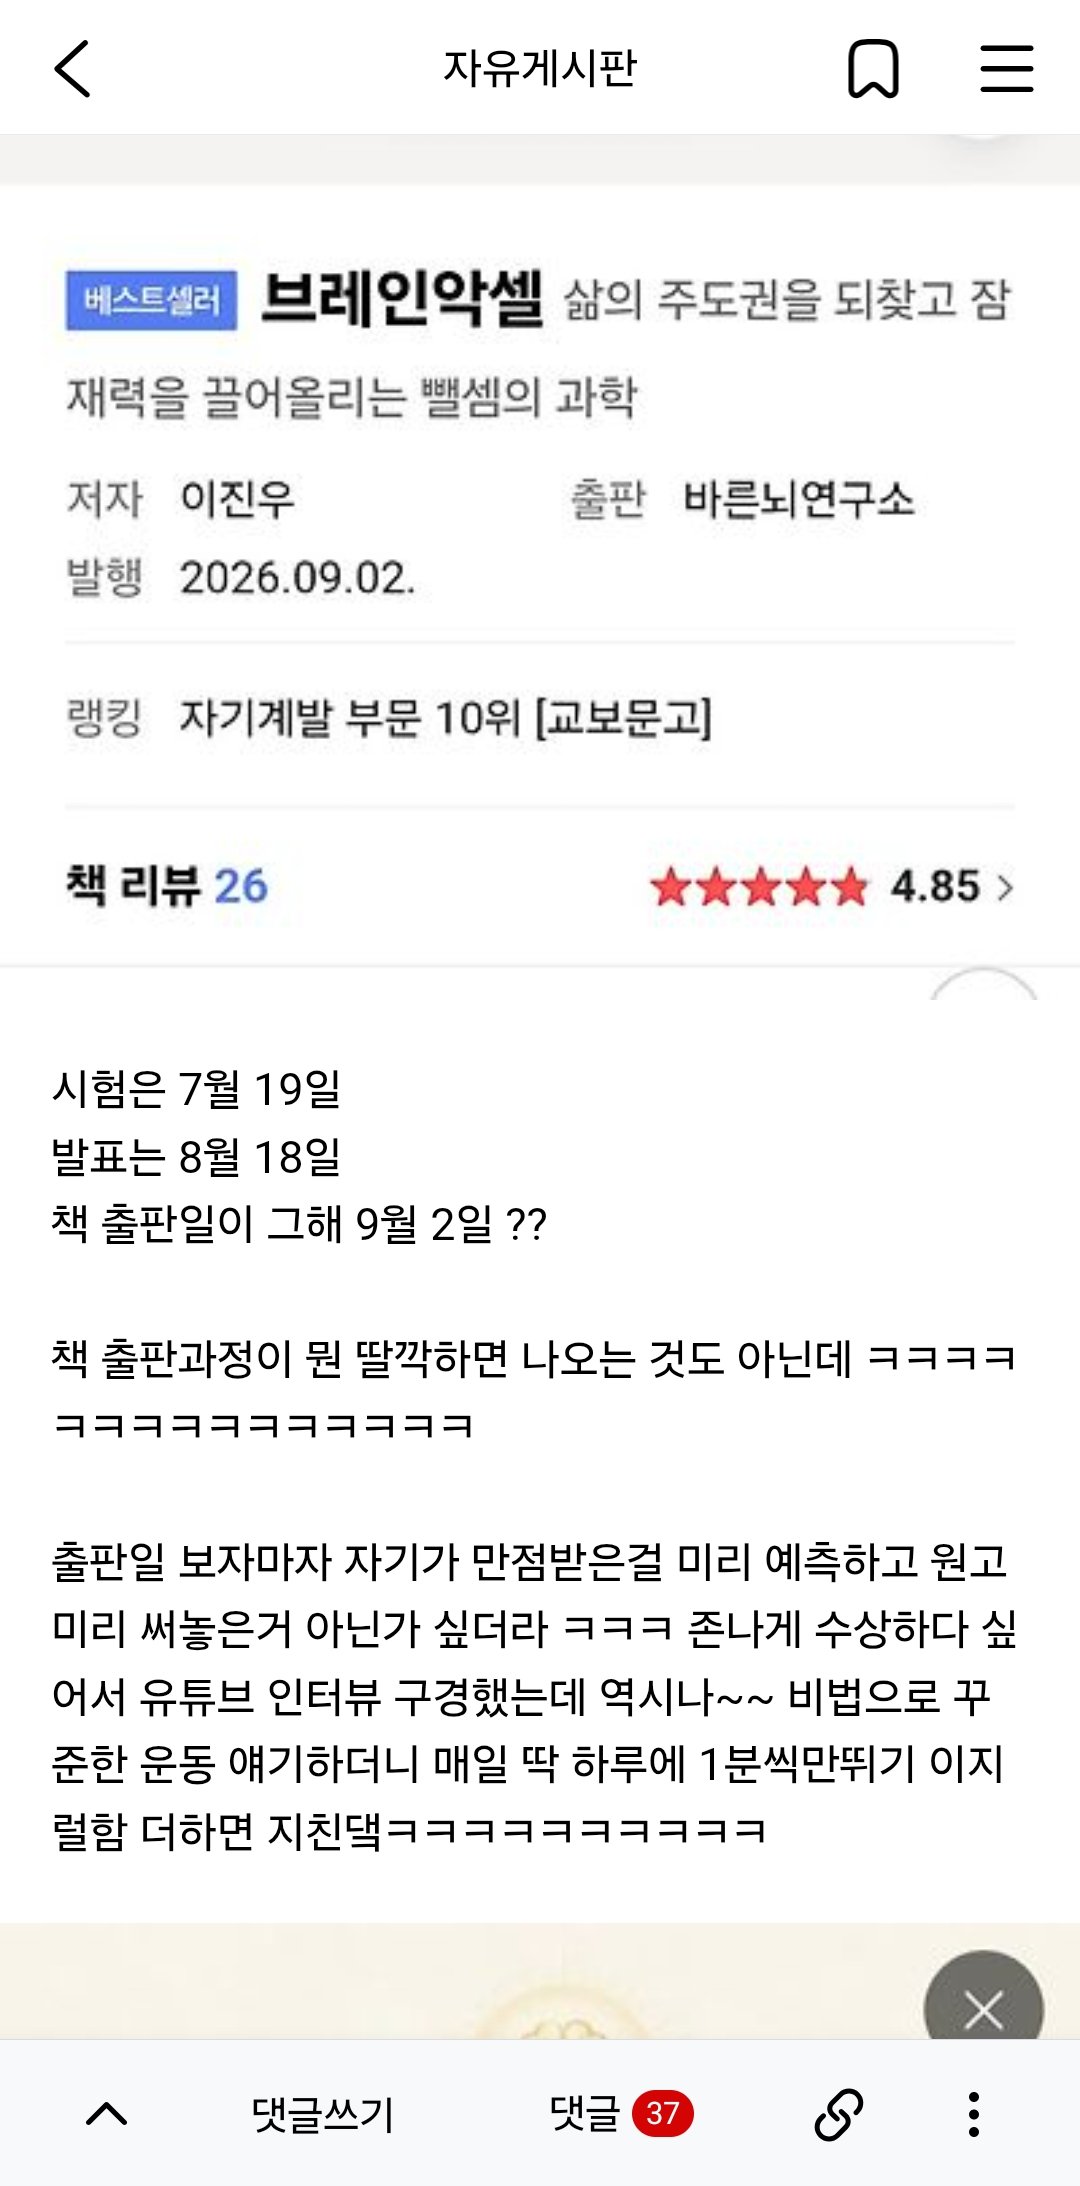 자유게시판
베스트셀러 브레인악셀 삶의 주도권을 되찾고 잠
재력을 끌어올리는 뺄셈의 과학
저자 이진우 출판 바른뇌연구소
발행 2026.09.02.
랭킹 자기계발 부문 10위 [교보문고]
책 리뷰 26 4.85
시험은 7월 19일
발표는 8월 18일
책 출판일이 그해 9월 2일 ??
책 출판과정이 뭔 딸깍하면 나오는 것도 아닌데 ㅋㅋㅋㅋ
ㅋㅋㅋㅋㅋㅋㅋㅋㅋㅋㅋ
출판일 보자마자 자기가 만점받은걸 미리 예측하고 원고
미리 써놓은거 아닌가 싶더라 ㅋㅋㅋ 존나게 수상하다 싶
어서 유튜브 인터뷰 구경했는데 역시나~~ 비법으로 꾸
준한 운동 얘기하더니 매일 딱 하루에 1분씩만뛰기 이지
럴함 더하면 지친댘ㅋㅋㅋㅋㅋㅋㅋㅋㅋㅋ
댓글쓰기 댓글 37